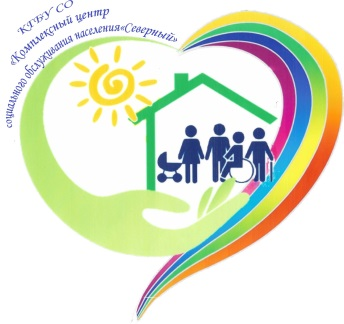 КГБУ СО
«Комплексный центр
социального обслуживания населения«Северный»